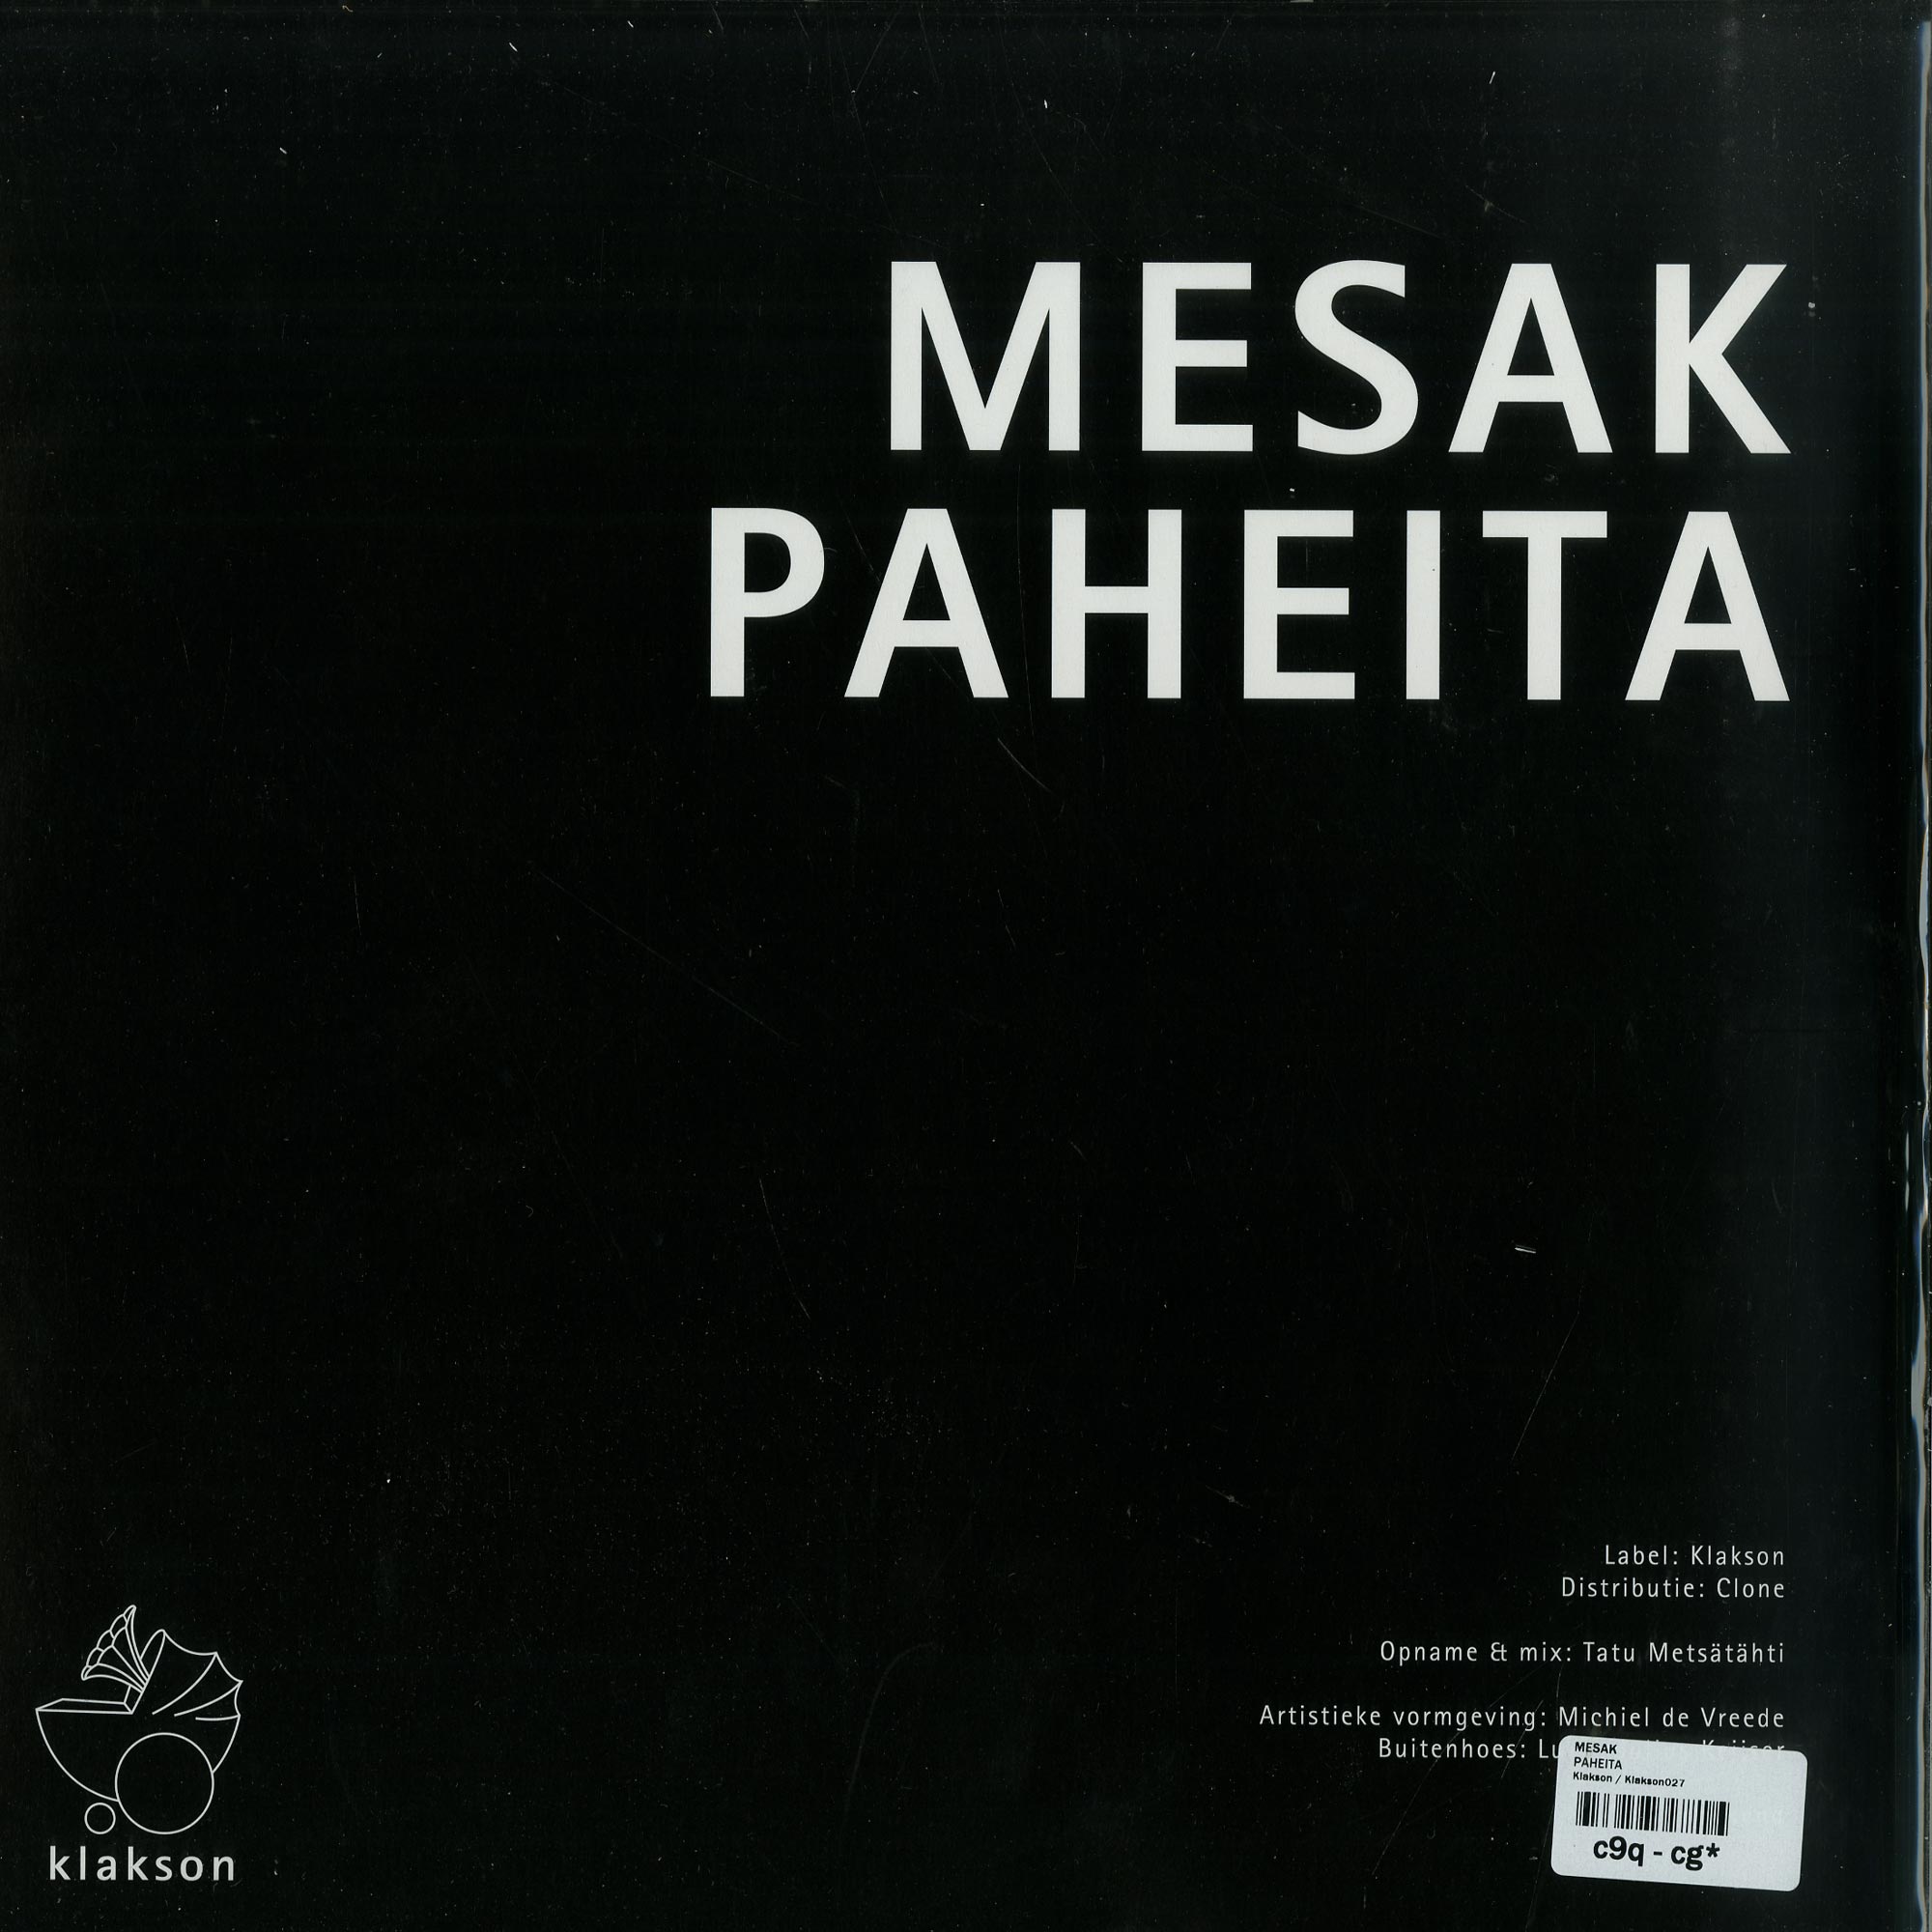 MESAK
PAHEITA
Label: Klakson
Distributie: Clone
Opname & mix: Tatu Metsätähti
Artistieke vormgeving: Michiel de Vreede
Buitenhoes:
MESAK
PAHEITA
Klakson / Klakson027
c9q - cg*
klakson